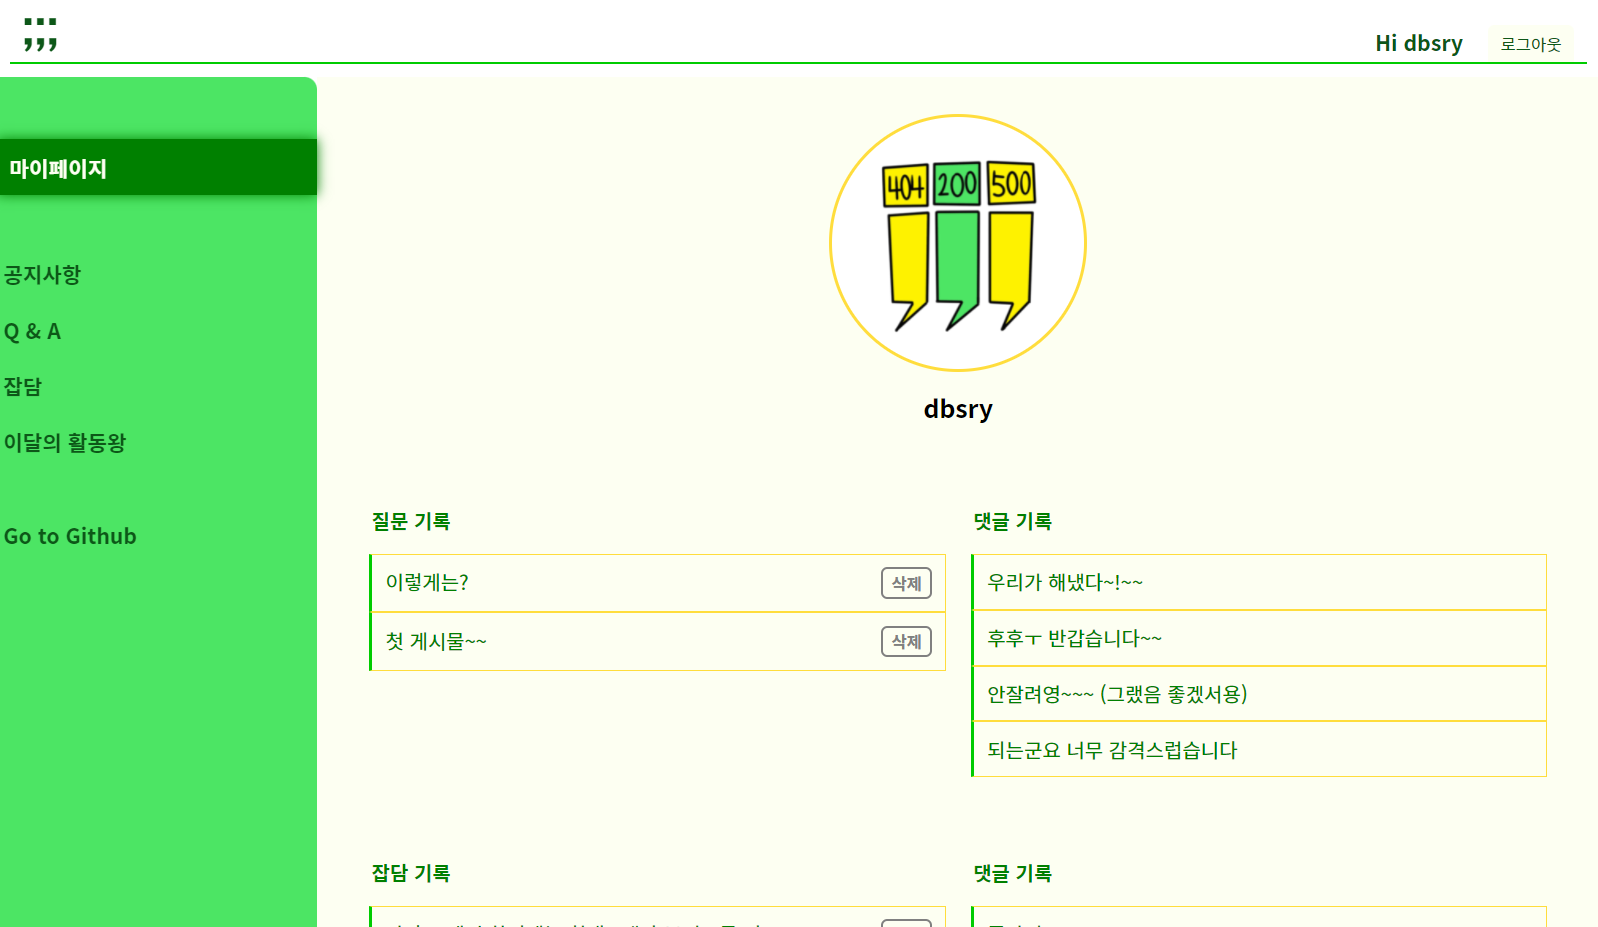 ;;;
Hi dbsry 로그아웃
마이페이지
공지사항
Q & A
잡담
이달의 활동왕
Go to Github
404 200 500
dbsry
질문 기록
이렇게는? 삭제
첫 게시물~~ 삭제
댓글 기록
우리가 해냈다~!~~
후후ㅜ 반갑습니다~~
안잘려영~~~ (그랬음 좋겠서용)
되는군요 너무 감격스럽습니다
잡담 기록
댓글 기록